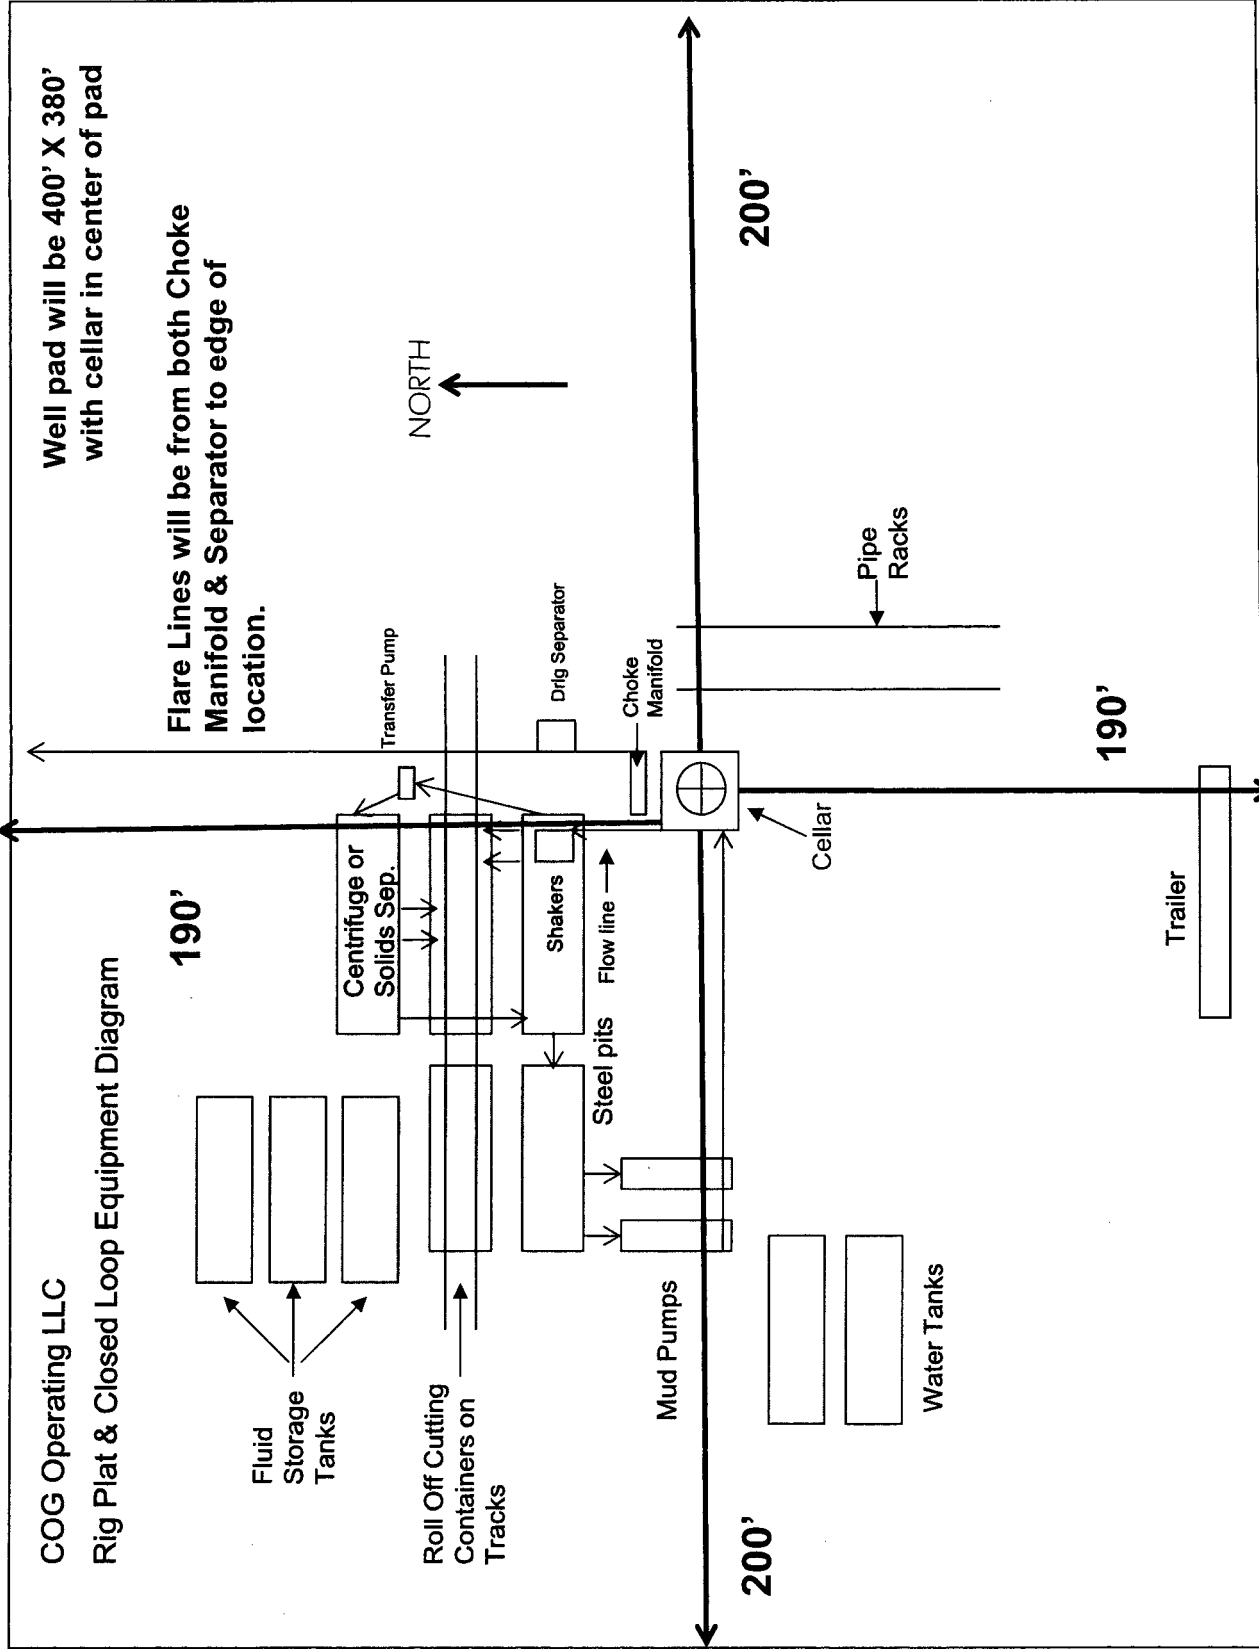 COG Operating LLC
Rig Plat & Closed Loop Equipment Diagram
Well pad will be 400' X 380'
with cellar in center of pad
Flare Lines will be from both Choke
Manifold & Separator to edge of
location.
190'
NORTH
Fluid
Storage
Tanks
Transfer Pump
Centrifuge or
Solids Sep.
Roll Off Cutting
Containers on
Tracks
Drlg Separator
Shakers
Flow line
Steel pits
Choke
Manifold
Mud Pumps
200'
200'
Cellar
Pipe
Racks
Water Tanks
190'
Trailer